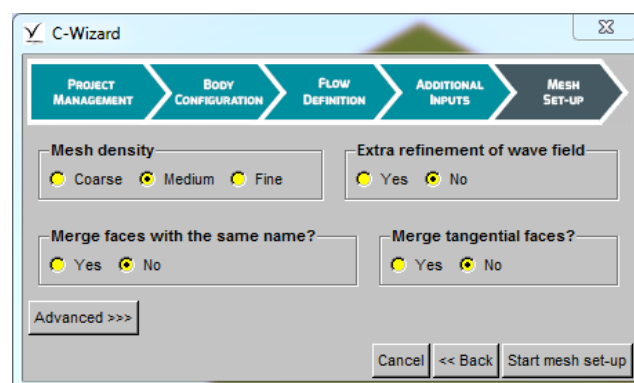 C-Wizard
PROJECT MANAGEMENT
BODY CONFIGURATION
FLOW DEFINITION
ADDITIONAL INPUTS
MESH SET-UP
Mesh density
Coarse Medium Fine
Extra refinement of wave field
Yes No
Merge faces with the same name?
Yes No
Merge tangential faces?
Yes No
Advanced >>>
Cancel << Back Start mesh set-up